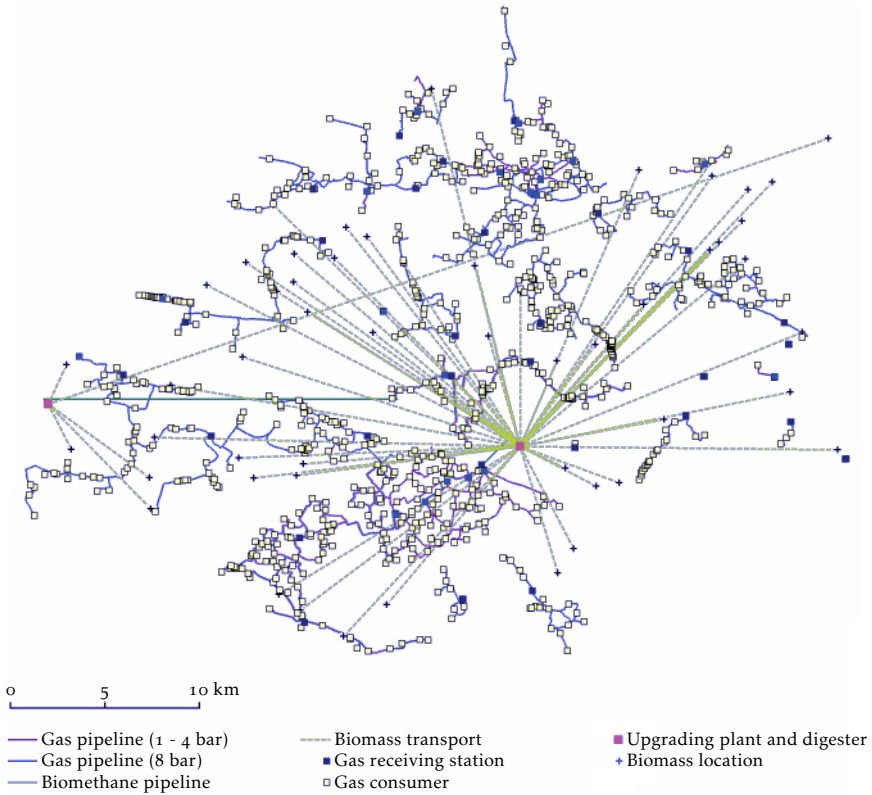 0 5 10 km
Gas pipeline (1 - 4 bar)
Gas pipeline (8 bar)
Biomethane pipeline
Biomass transport
Gas receiving station
Gas consumer
Upgrading plant and digester
Biomass location